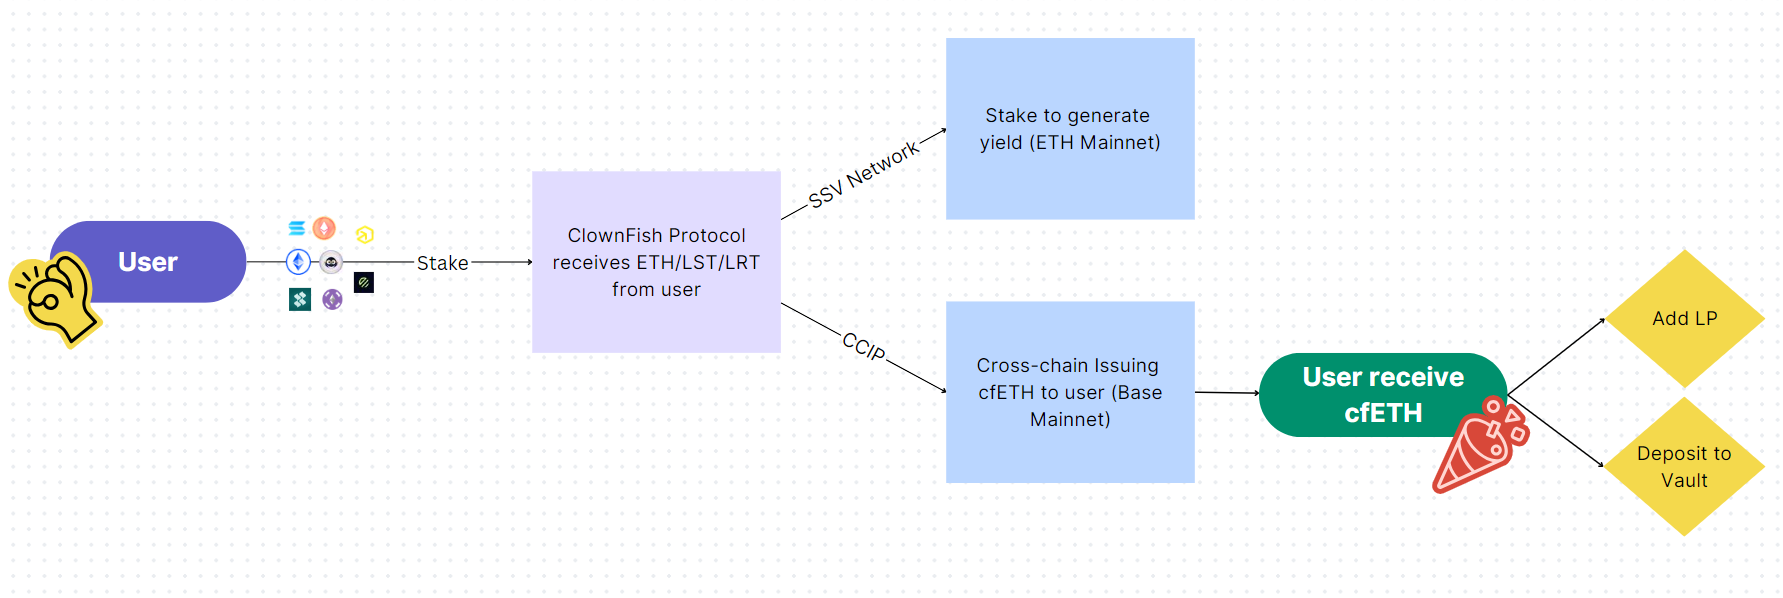 User
Stake
ClownFish Protocol
receives ETH/LST/LRT
from user
SSV Network
Stake to generate
yield (ETH Mainnet)
CCIP
Cross-chain Issuing
cfETH to user (Base
Mainnet)
User receive
cfETH
Add LP
Deposit to
Vault